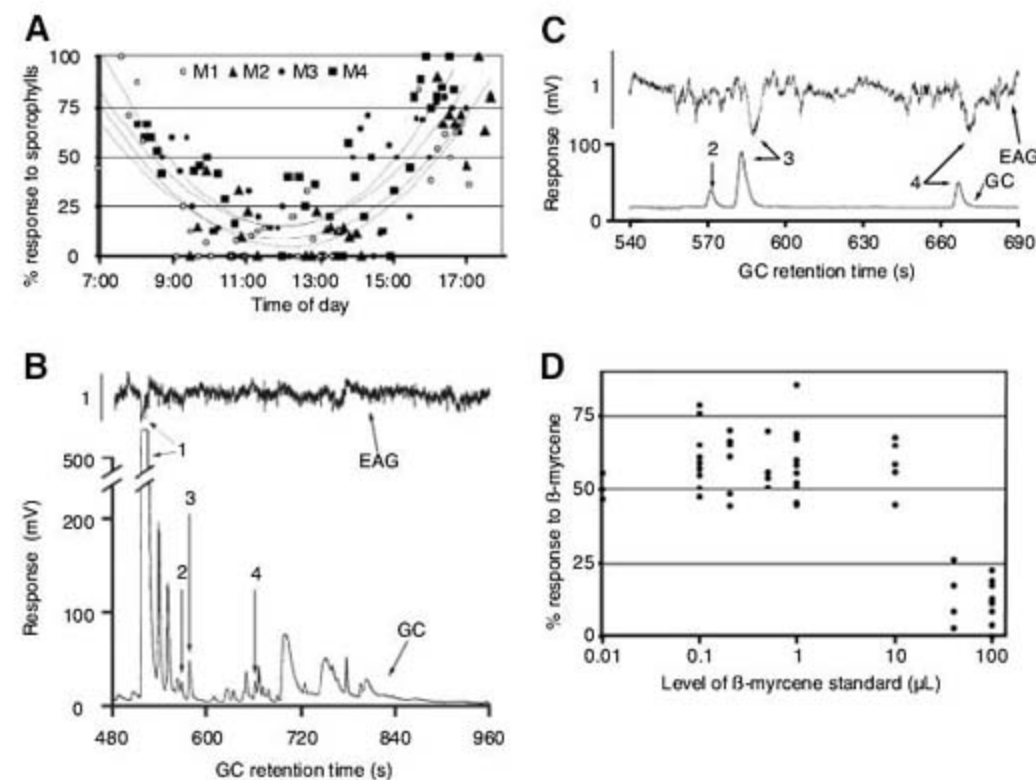 A
% response to sporophylls
100
75
50
25
0
M1 M2 M3 M4
7:00 9:00 11:00 13:00 15:00 17:00
Time of day
B
1
1
EAG
500
200
100
0
Response (mV)
2
3
4
GC
480 600 720 840 960
GC retention time (s)
C
1
Response (mV)
100
0
2
3
4
EAG
GC
540 570 600 630 660 690
GC retention time (s)
D
% response to ß-myrcene
75
50
25
0
0.01 0.1 1 10 100
Level of ß-myrcene standard (µL)